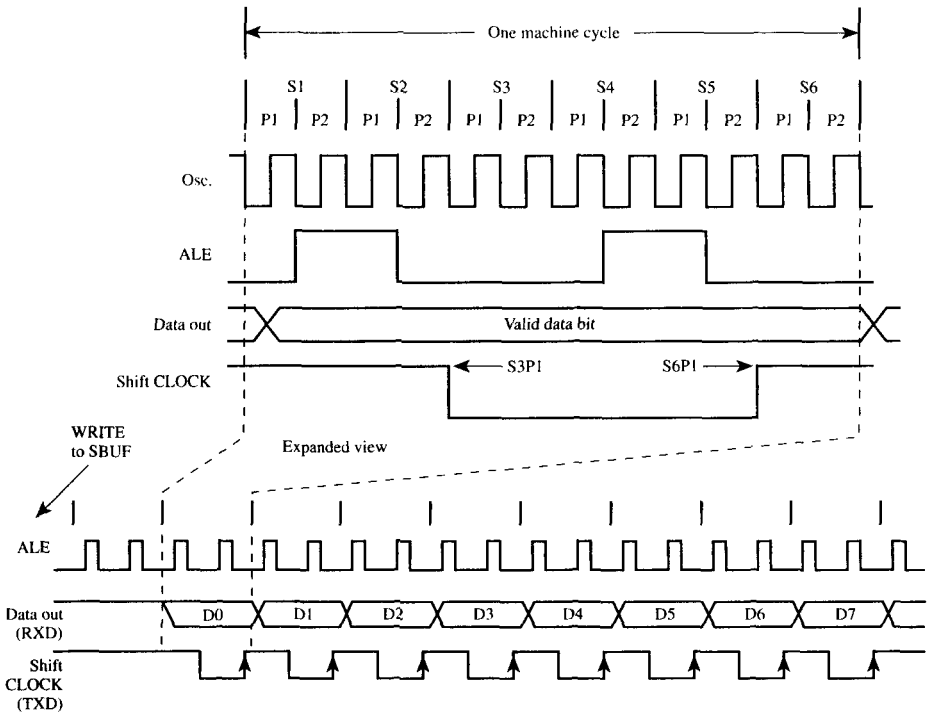 One machine cycle
S1 S2 S3 S4 S5 S6
P1 P2 P1 P2 P1 P2 P1 P2 P1 P2 P1 P2
Osc.
ALE
Data out
Valid data bit
Shift CLOCK
S3P1
S6P1
WRITE
to SBUF
Expanded view
ALE
Data out
(RXD)
D0 D1 D2 D3 D4 D5 D6 D7
Shift
CLOCK
(TXD)